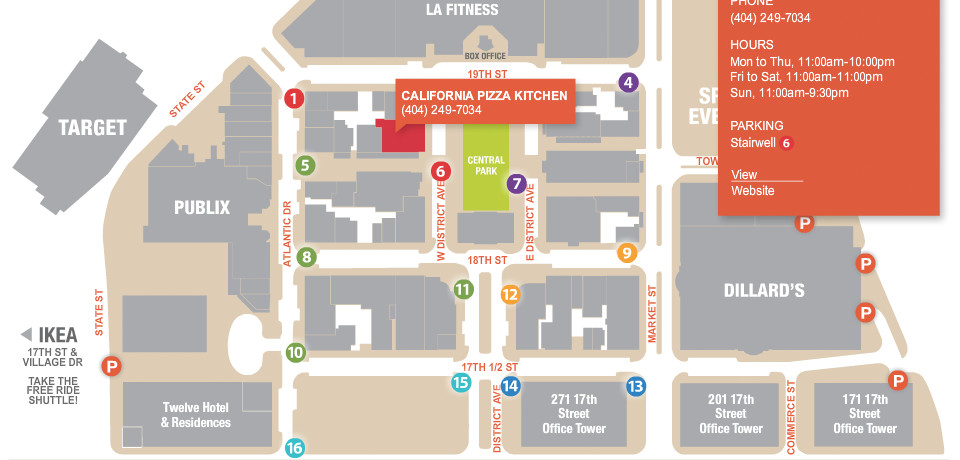 LA FITNESS
BOX OFFICE
PHONE
(404) 249-7034
HOURS
Mon to Thu, 11:00am-10:00pm
Fri to Sat, 11:00am-11:00pm
Sun, 11:00am-9:30pm
PARKING
Stairwell 6
View
Website
19TH ST
4
STATE ST
1
CALIFORNIA PIZZA KITCHEN
(404) 249-7034
TARGET
SP
EVE
5
CENTRAL
PARK
6
7
TOW
PUBLIX
ATLANTIC DR
W DISTRICT AVE
E DISTRICT AVE
P
8
18TH ST
9
P
11
12
DILLARD'S
STATE ST
MARKET ST
P
IKEA
17TH ST &
VILLAGE DR
TAKE THE
FREE RIDE
SHUTTLE!
P
10
17TH 1/2 ST
15
14
13
P
Twelve Hotel
& Residences
DISTRICT AVE
271 17th
Street
Office Tower
201 17th
Street
Office Tower
COMMERCE ST
171 17th
Street
Office Tower
16